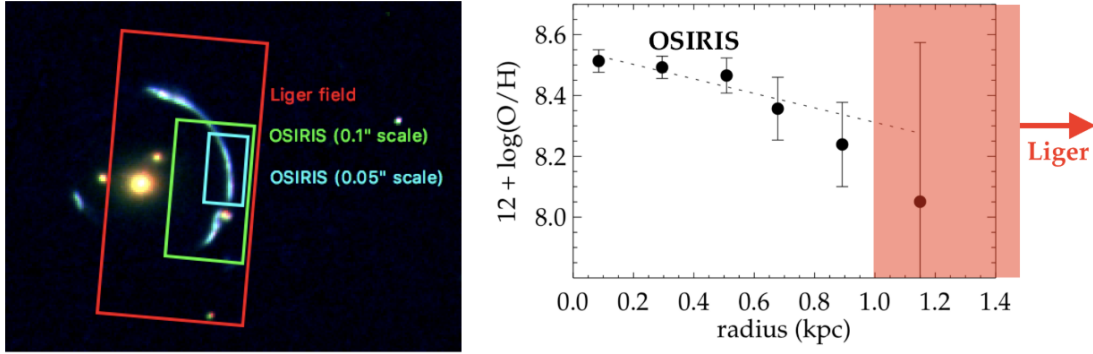 Liger field
OSIRIS (0.1" scale)
OSIRIS (0.05" scale)
OSIRIS
12 + log(O/H)
8.6
8.4
8.2
8.0
0.0 0.2 0.4 0.6 0.8 1.0 1.2 1.4
radius (kpc)
Liger